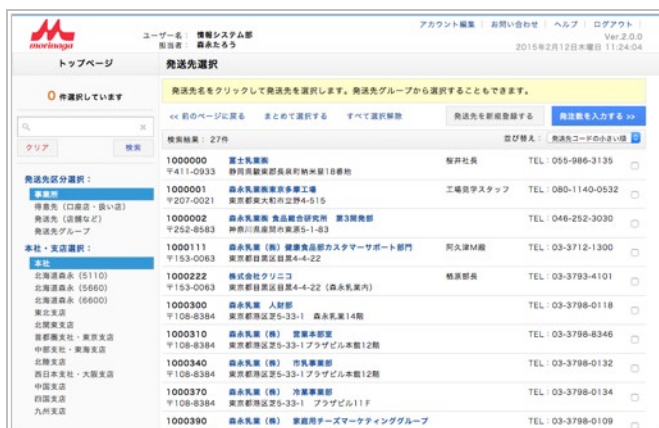 morinaga
ユーザー名： 情報システム部
担当者： 森永たろう
アカウント編集 ｜ お問い合わせ ｜ ヘルプ ｜ ログアウト ｜
Ver.2.0.0
2015年2月12日木曜日 11:24:04
トップページ
発送先選択
0 件選択しています
クリア
検索
発送先区分選択：
事業所
得意先（口座店・扱い店）
発送先（店舗など）
発送先グループ
本社・支店選択：
本社
北海道森永（5110）
北海道森永（5660）
北海道森永（6600）
東北支店
北関東支店
首都圏支社・東京支店
中部支社・東海支店
北陸支店
西日本支社・大阪支店
中国支店
四国支店
九州支店
発送先名をクリックして発送先を選択します。発送先グループから選択することもできます。
<< 前のページに戻る
まとめて選択する
すべて選択解除
発送先を新規登録する
発注数を入力する >>
検索結果： 27件
並び替え： 発送先コードの小さい順
1000000 富士乳業㈱ 桜井社長 TEL：055-986-3135
〒411-0933 静岡県駿東郡長泉町納米里18番地
1000001 森永乳業㈱東京多摩工場 工場見学スタッフ TEL：080-1140-0532
〒207-0021 東京都東大和市立野4-515
1000002 森永乳業㈱ 食品総合研究所 第3開発部 TEL：046-252-3030
〒252-8583 神奈川県座間市東原5-1-83
1000111 森永乳業（株）健康食品部カスタマーサポート部門 阿久津M殿 TEL：03-3712-1300
〒153-0063 東京都目黒区目黒4-4-22
1000222 株式会社クリニコ 部長 TEL：03-3793-4101
〒153-0063 東京都目黒区目黒4-4-22（森永乳業内）
1000300 森永乳業 人財部 TEL：03-3798-0118
〒108-8384 東京都港区芝5-33-1 森永乳業14階
1000310 森永乳業（株） 営業本部室 TEL：03-3798-8346
〒108-8384 東京都港区芝5-33-1プラザビル本館12階
1000340 森永乳業（株） 市乳事業部 TEL：03-3798-0132
〒108-8384 東京都港区芝5-33-1プラザビル本館12階
1000370 森永乳業（株） 冷菓事業部 TEL：03-3798-0134
〒108-8384 東京都港区芝5-33-1 プラザビル11F
1000390 森永乳業（株） 家庭用チーズマーケティンググループ TEL：03-3798-0109